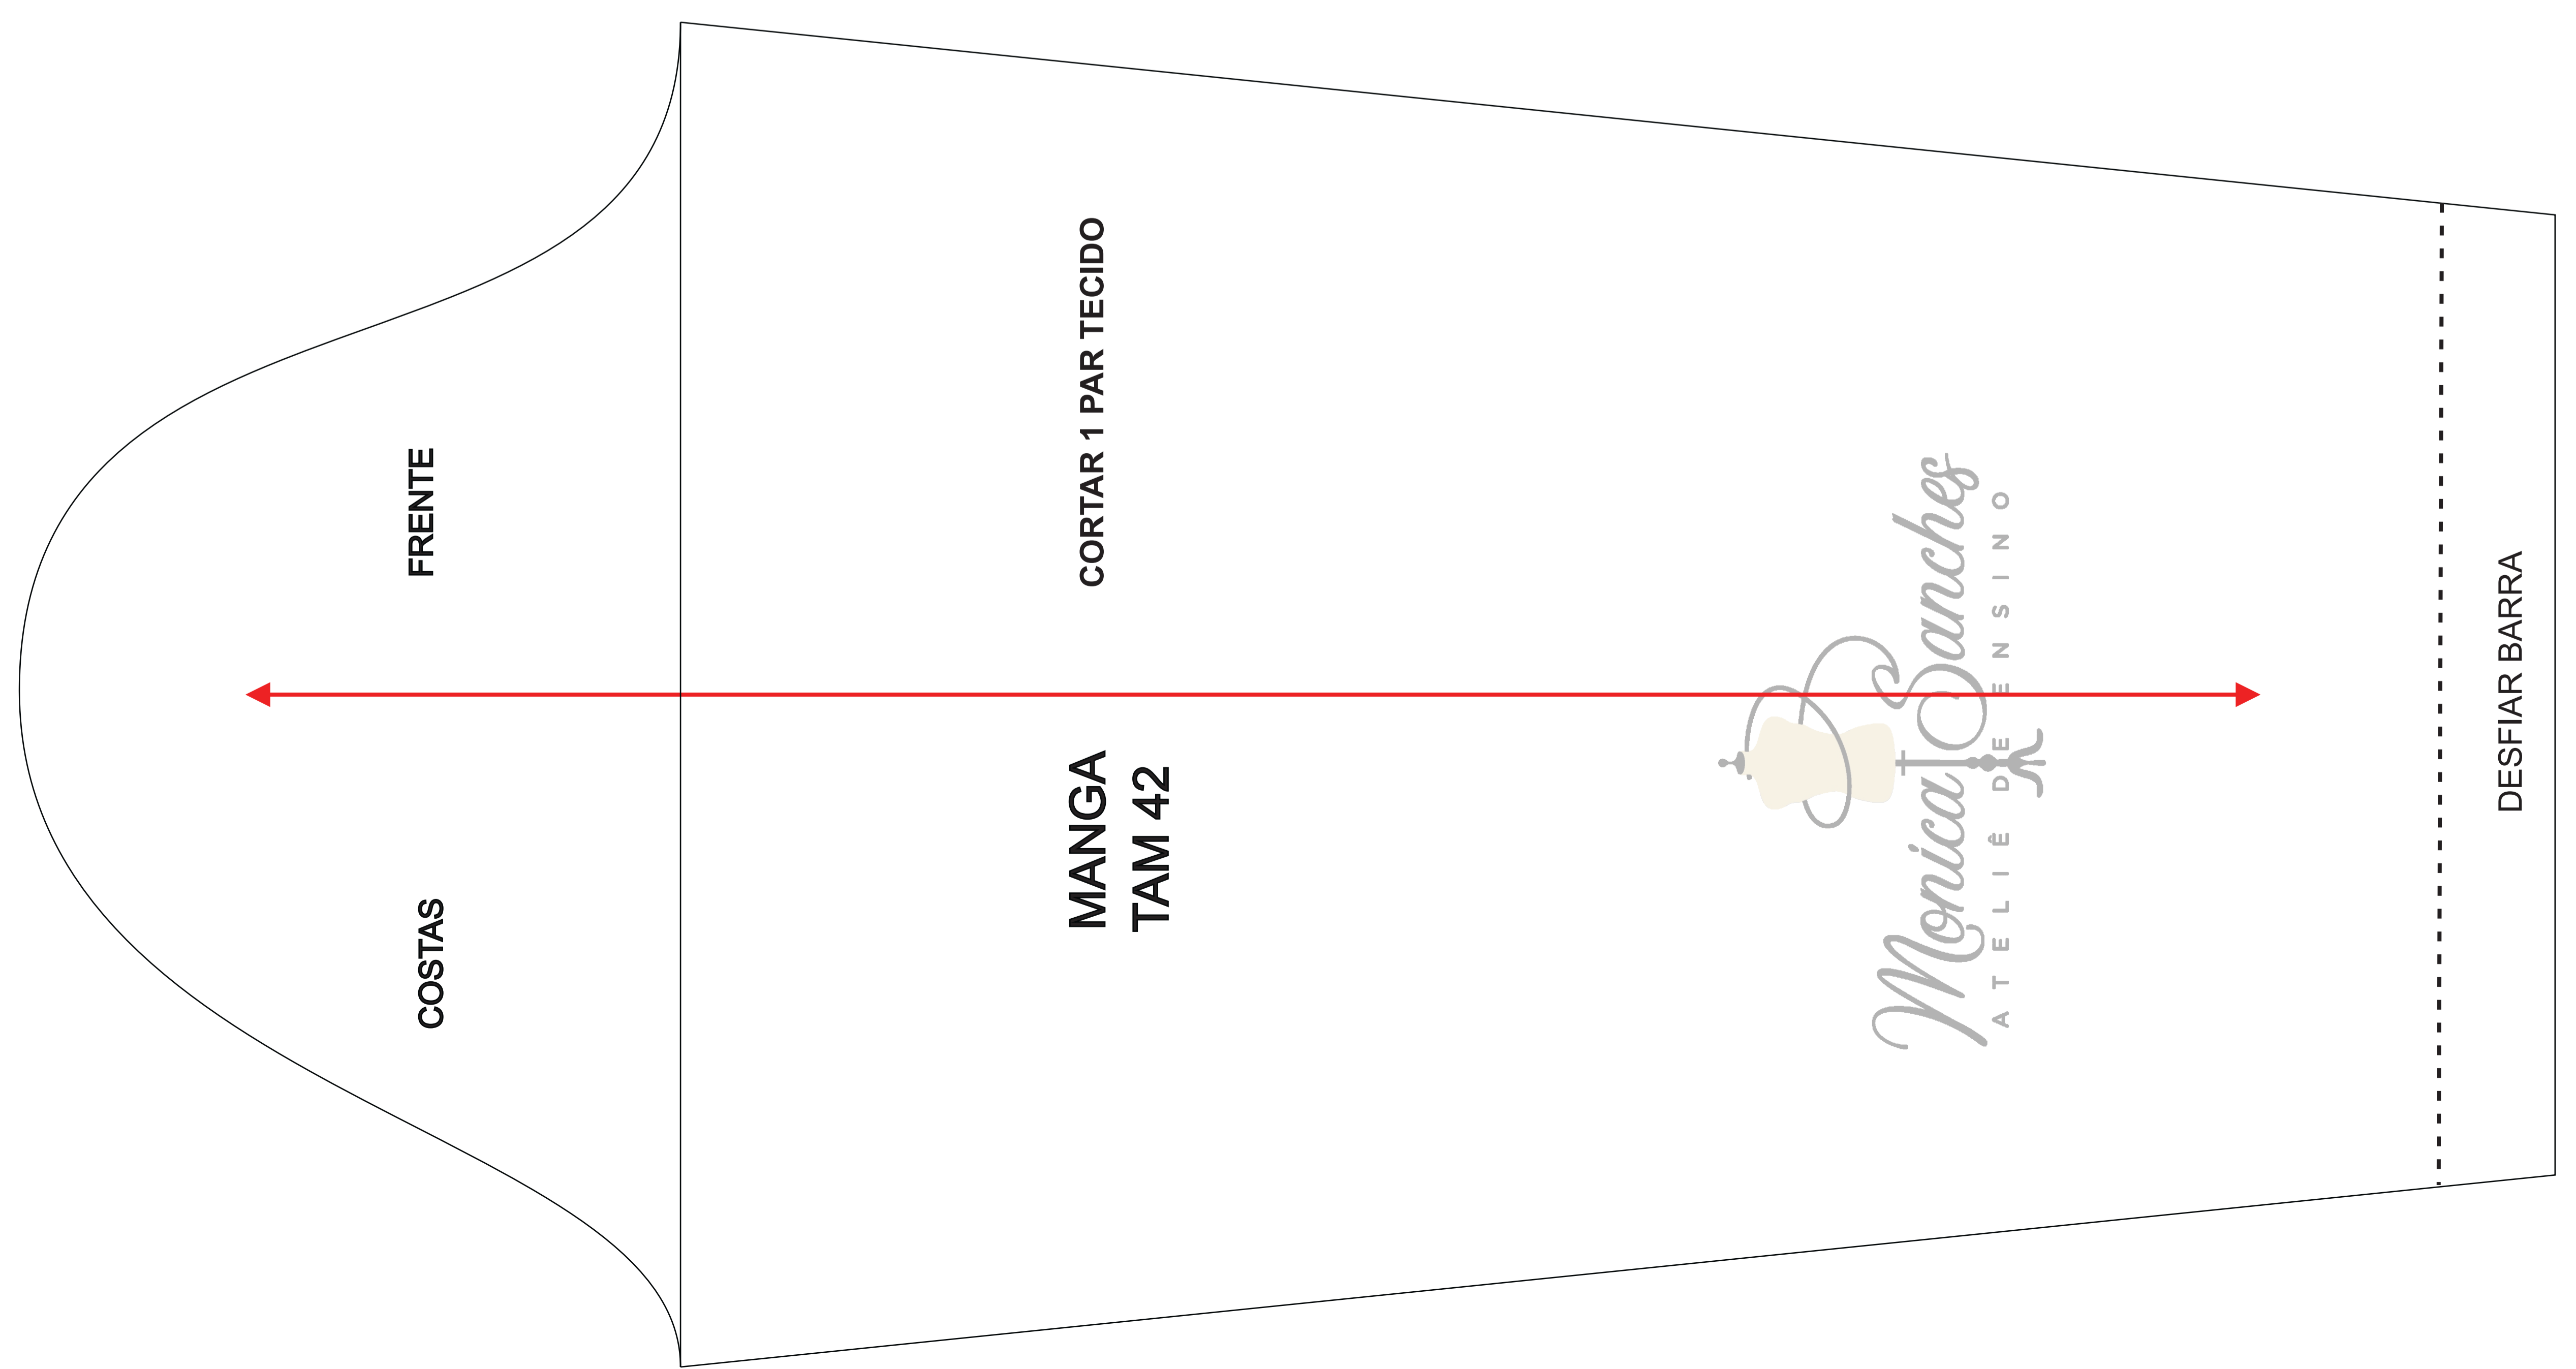 FRENTE
COSTAS
CORTAR 1 PAR TECIDO
MANGA
TAM 42
Monica Sanches
ATELIÊ DE ENSINO
DESFIAR BARRA